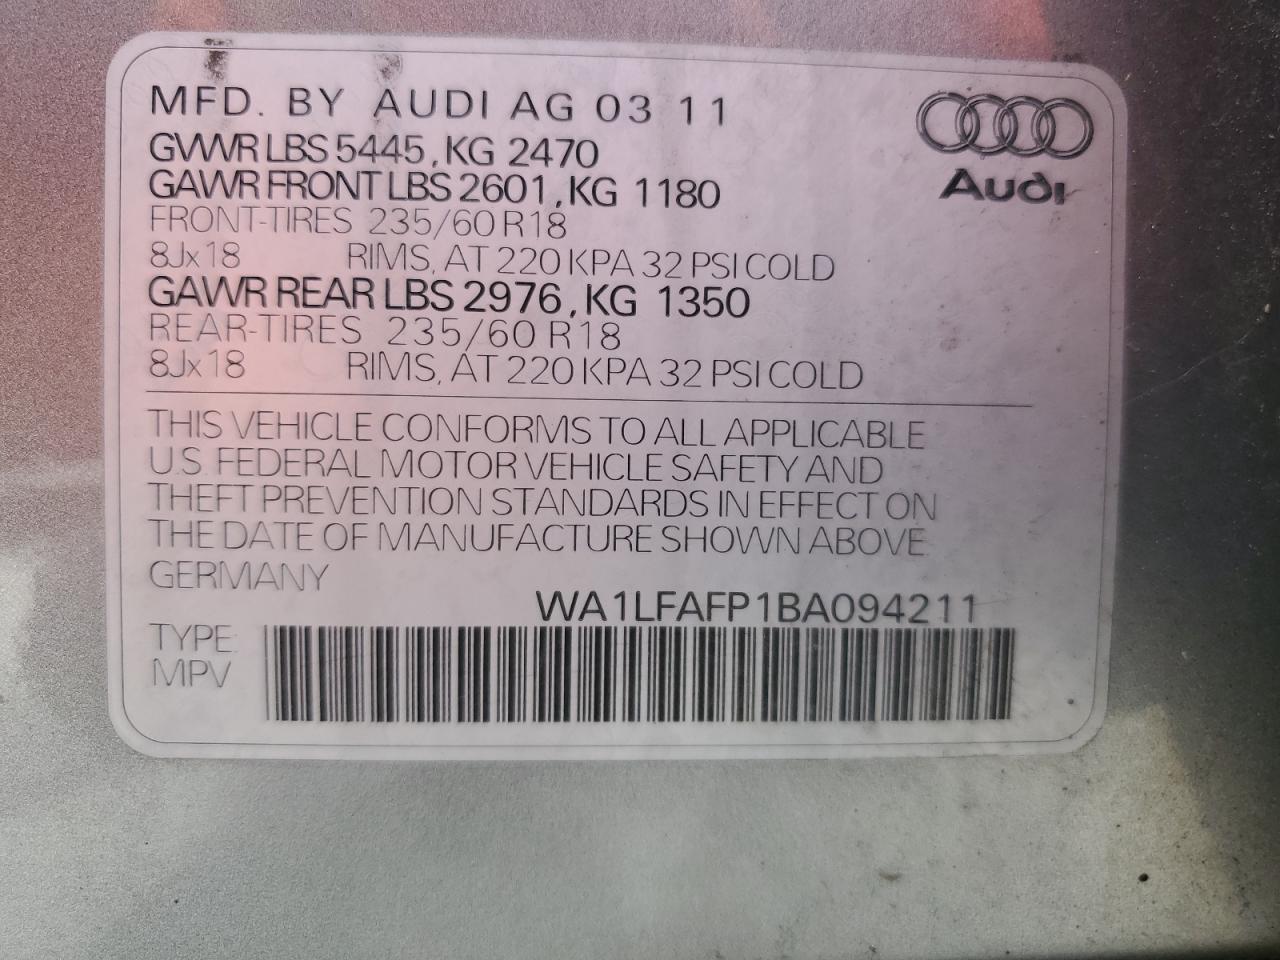 MFD. BY AUDI AG 03 11
GVWR LBS 5445, KG 2470
GAWR FRONT LBS 2601, KG 1180
FRONT-TIRES 235/60 R18
8Jx18 RIMS, AT 220 KPA 32 PSI COLD
GAWR REAR LBS 2976, KG 1350
REAR-TIRES 235/60 R18
8Jx18 RIMS, AT 220 KPA 32 PSI COLD
Audi
THIS VEHICLE CONFORMS TO ALL APPLICABLE
U.S. FEDERAL MOTOR VEHICLE SAFETY AND
THEFT PREVENTION STANDARDS IN EFFECT ON
THE DATE OF MANUFACTURE SHOWN ABOVE
GERMANY
WA1LFAFP1BA094211
TYPE:
MPV